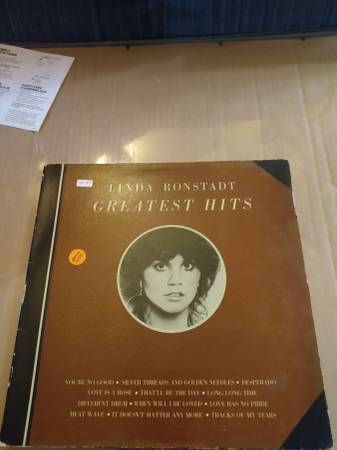 LINDA RONSTADT
GREATEST HITS
YOU'RE NO GOOD • SILVER THREADS AND GOLDEN NEEDLES • DESPERADO
LOVE IS A ROSE • THAT'LL BE THE DAY • LONG LONG TIME
DIFFERENT DRUM • WHEN WILL I BE LOVED • LOVE HAS NO PRIDE
HEAT WAVE • IT DOESN'T MATTER ANY MORE • TRACKS OF MY TEARS